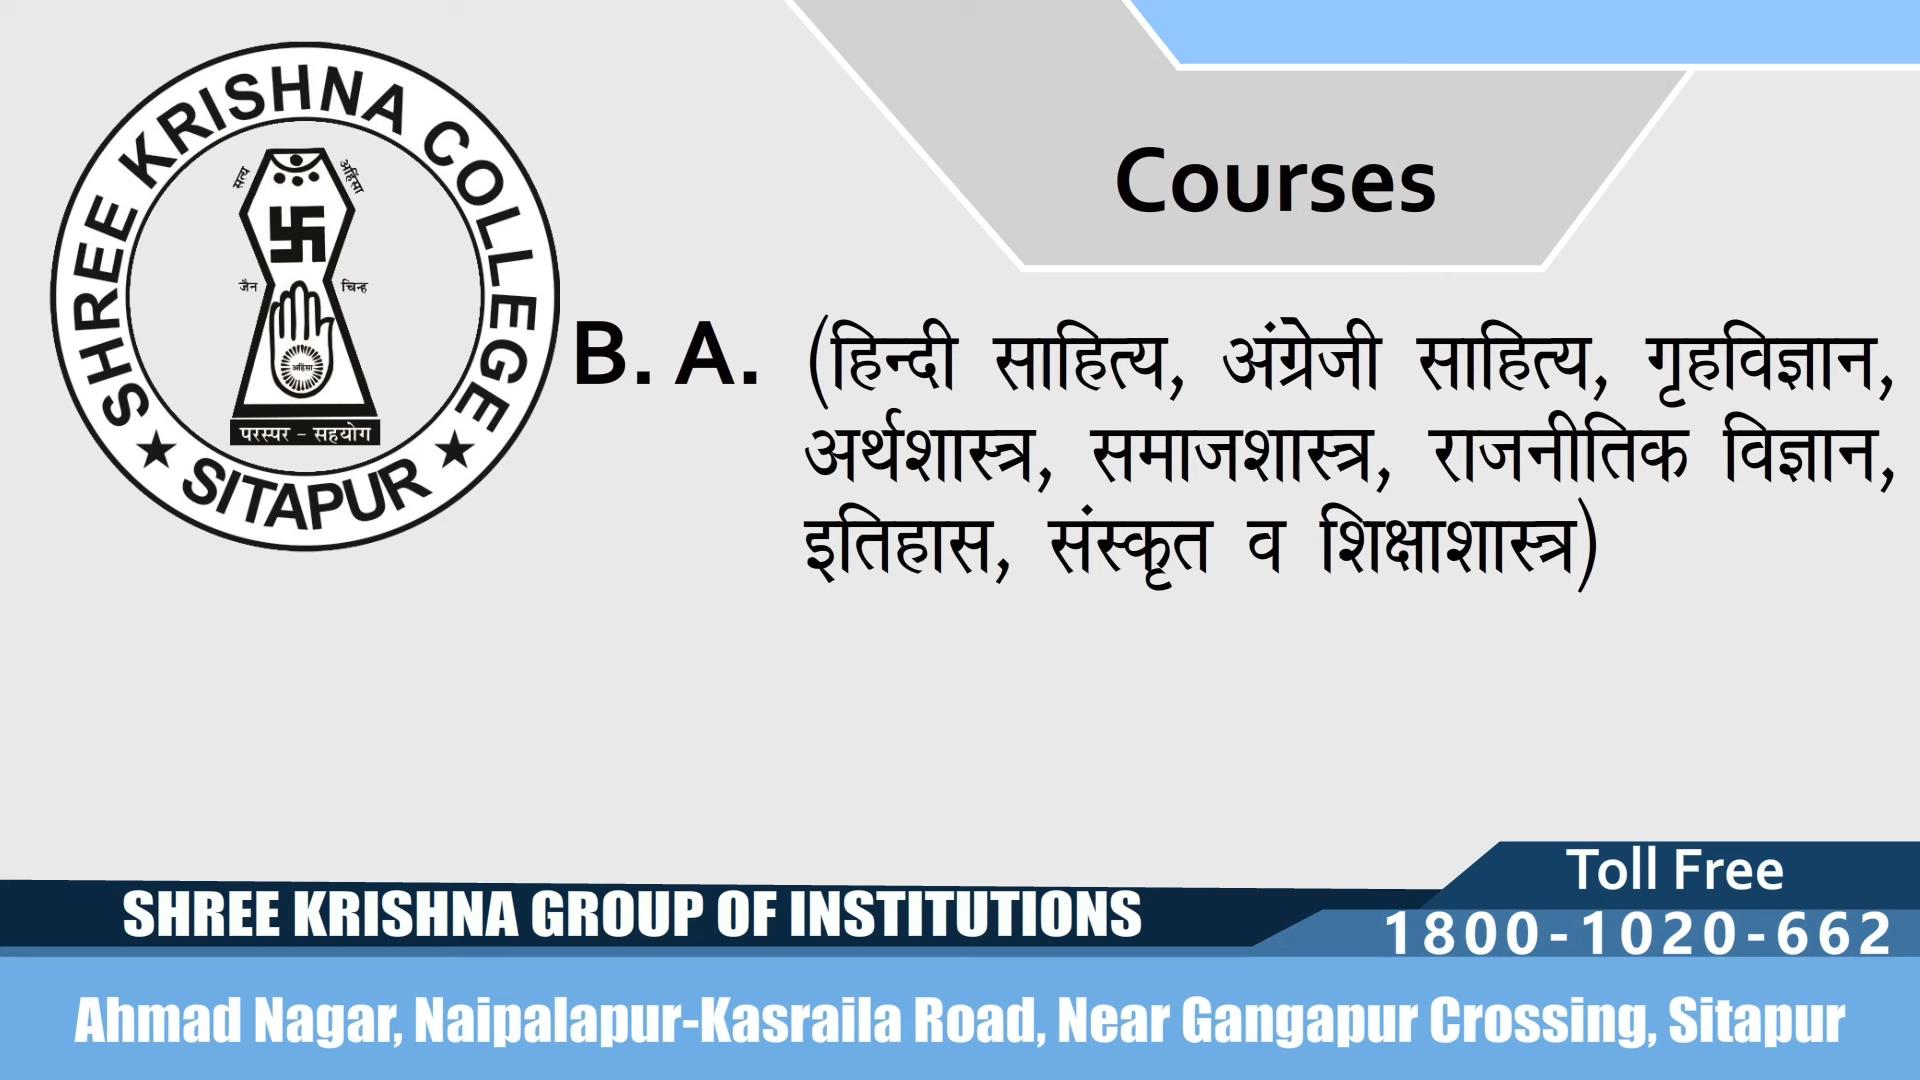 SHREE KRISHNA COLLEGE
सत्य
अहिंसा
जैन
चिन्ह
अहिंसा
परस्पर - सहयोग
★ SITAPUR ★
Courses
B. A. (हिन्दी साहित्य, अंग्रेजी साहित्य, गृहविज्ञान,
अर्थशास्त्र, समाजशास्त्र, राजनीतिक विज्ञान,
इतिहास, संस्कृत व शिक्षाशास्त्र)
Toll Free
SHREE KRISHNA GROUP OF INSTITUTIONS
1800-1020-662
Ahmad Nagar, Naipalapur-Kasraila Road, Near Gangapur Crossing, Sitapur